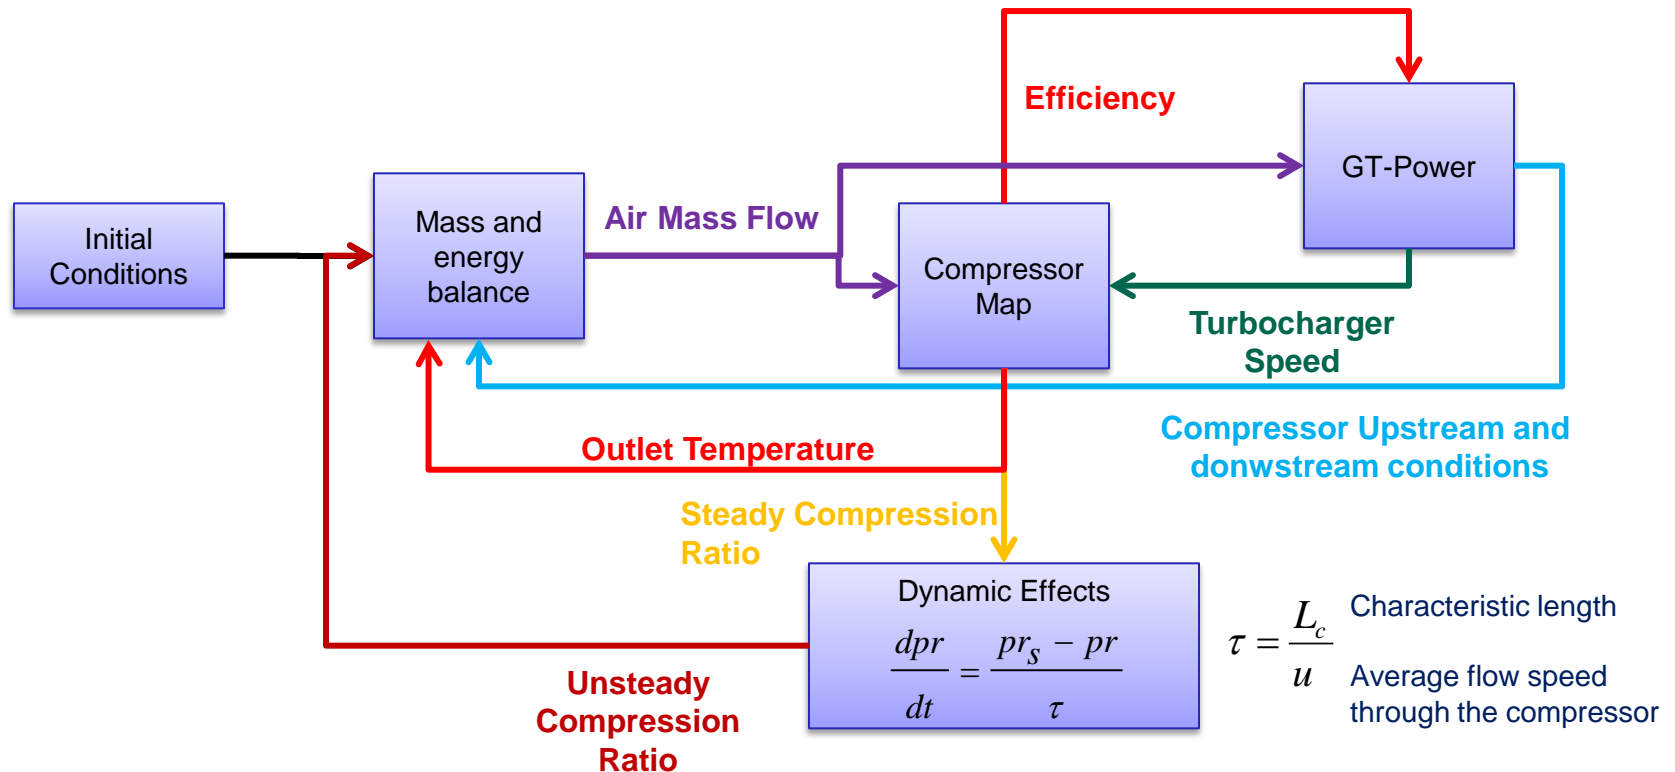 Efficiency
GT-Power
Initial
Conditions
Mass and
energy
balance
Air Mass Flow
Compressor
Map
Turbocharger
Speed
Outlet Temperature
Compressor Upstream and
donwstream conditions
Steady Compression
Ratio
Dynamic Effects
dpr/dt = (pr_s − pr)/τ
τ = L_c/u
Characteristic length
Average flow speed
through the compressor
Unsteady
Compression
Ratio